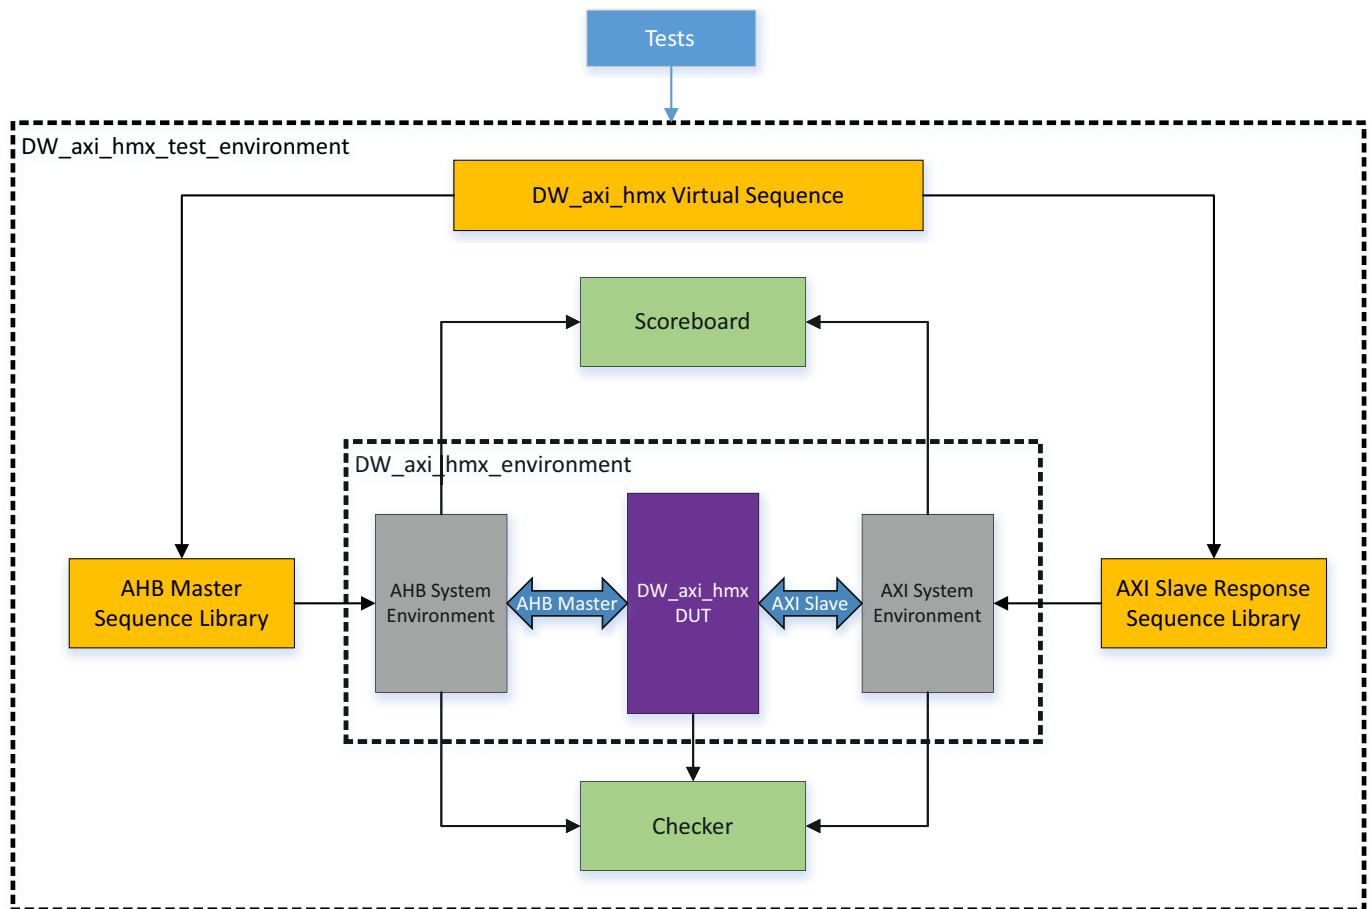 Tests
DW_axi_hmx_test_environment
DW_axi_hmx Virtual Sequence
Scoreboard
DW_axi_hmx_environment
AHB Master
Sequence Library
AHB System
Environment
AHB Master
DW_axi_hmx
DUT
AXI Slave
AXI System
Environment
AXI Slave Response
Sequence Library
Checker